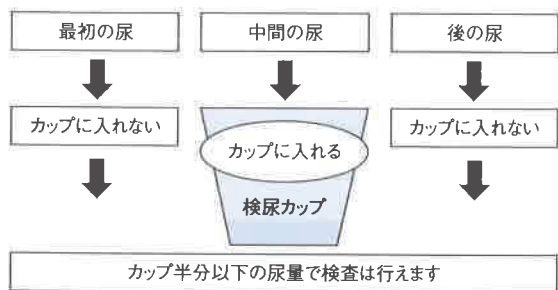 最初の尿
中間の尿
後の尿
カップに入れない
カップに入れる
カップに入れない
検尿カップ
カップ半分以下の尿量で検査は行えます